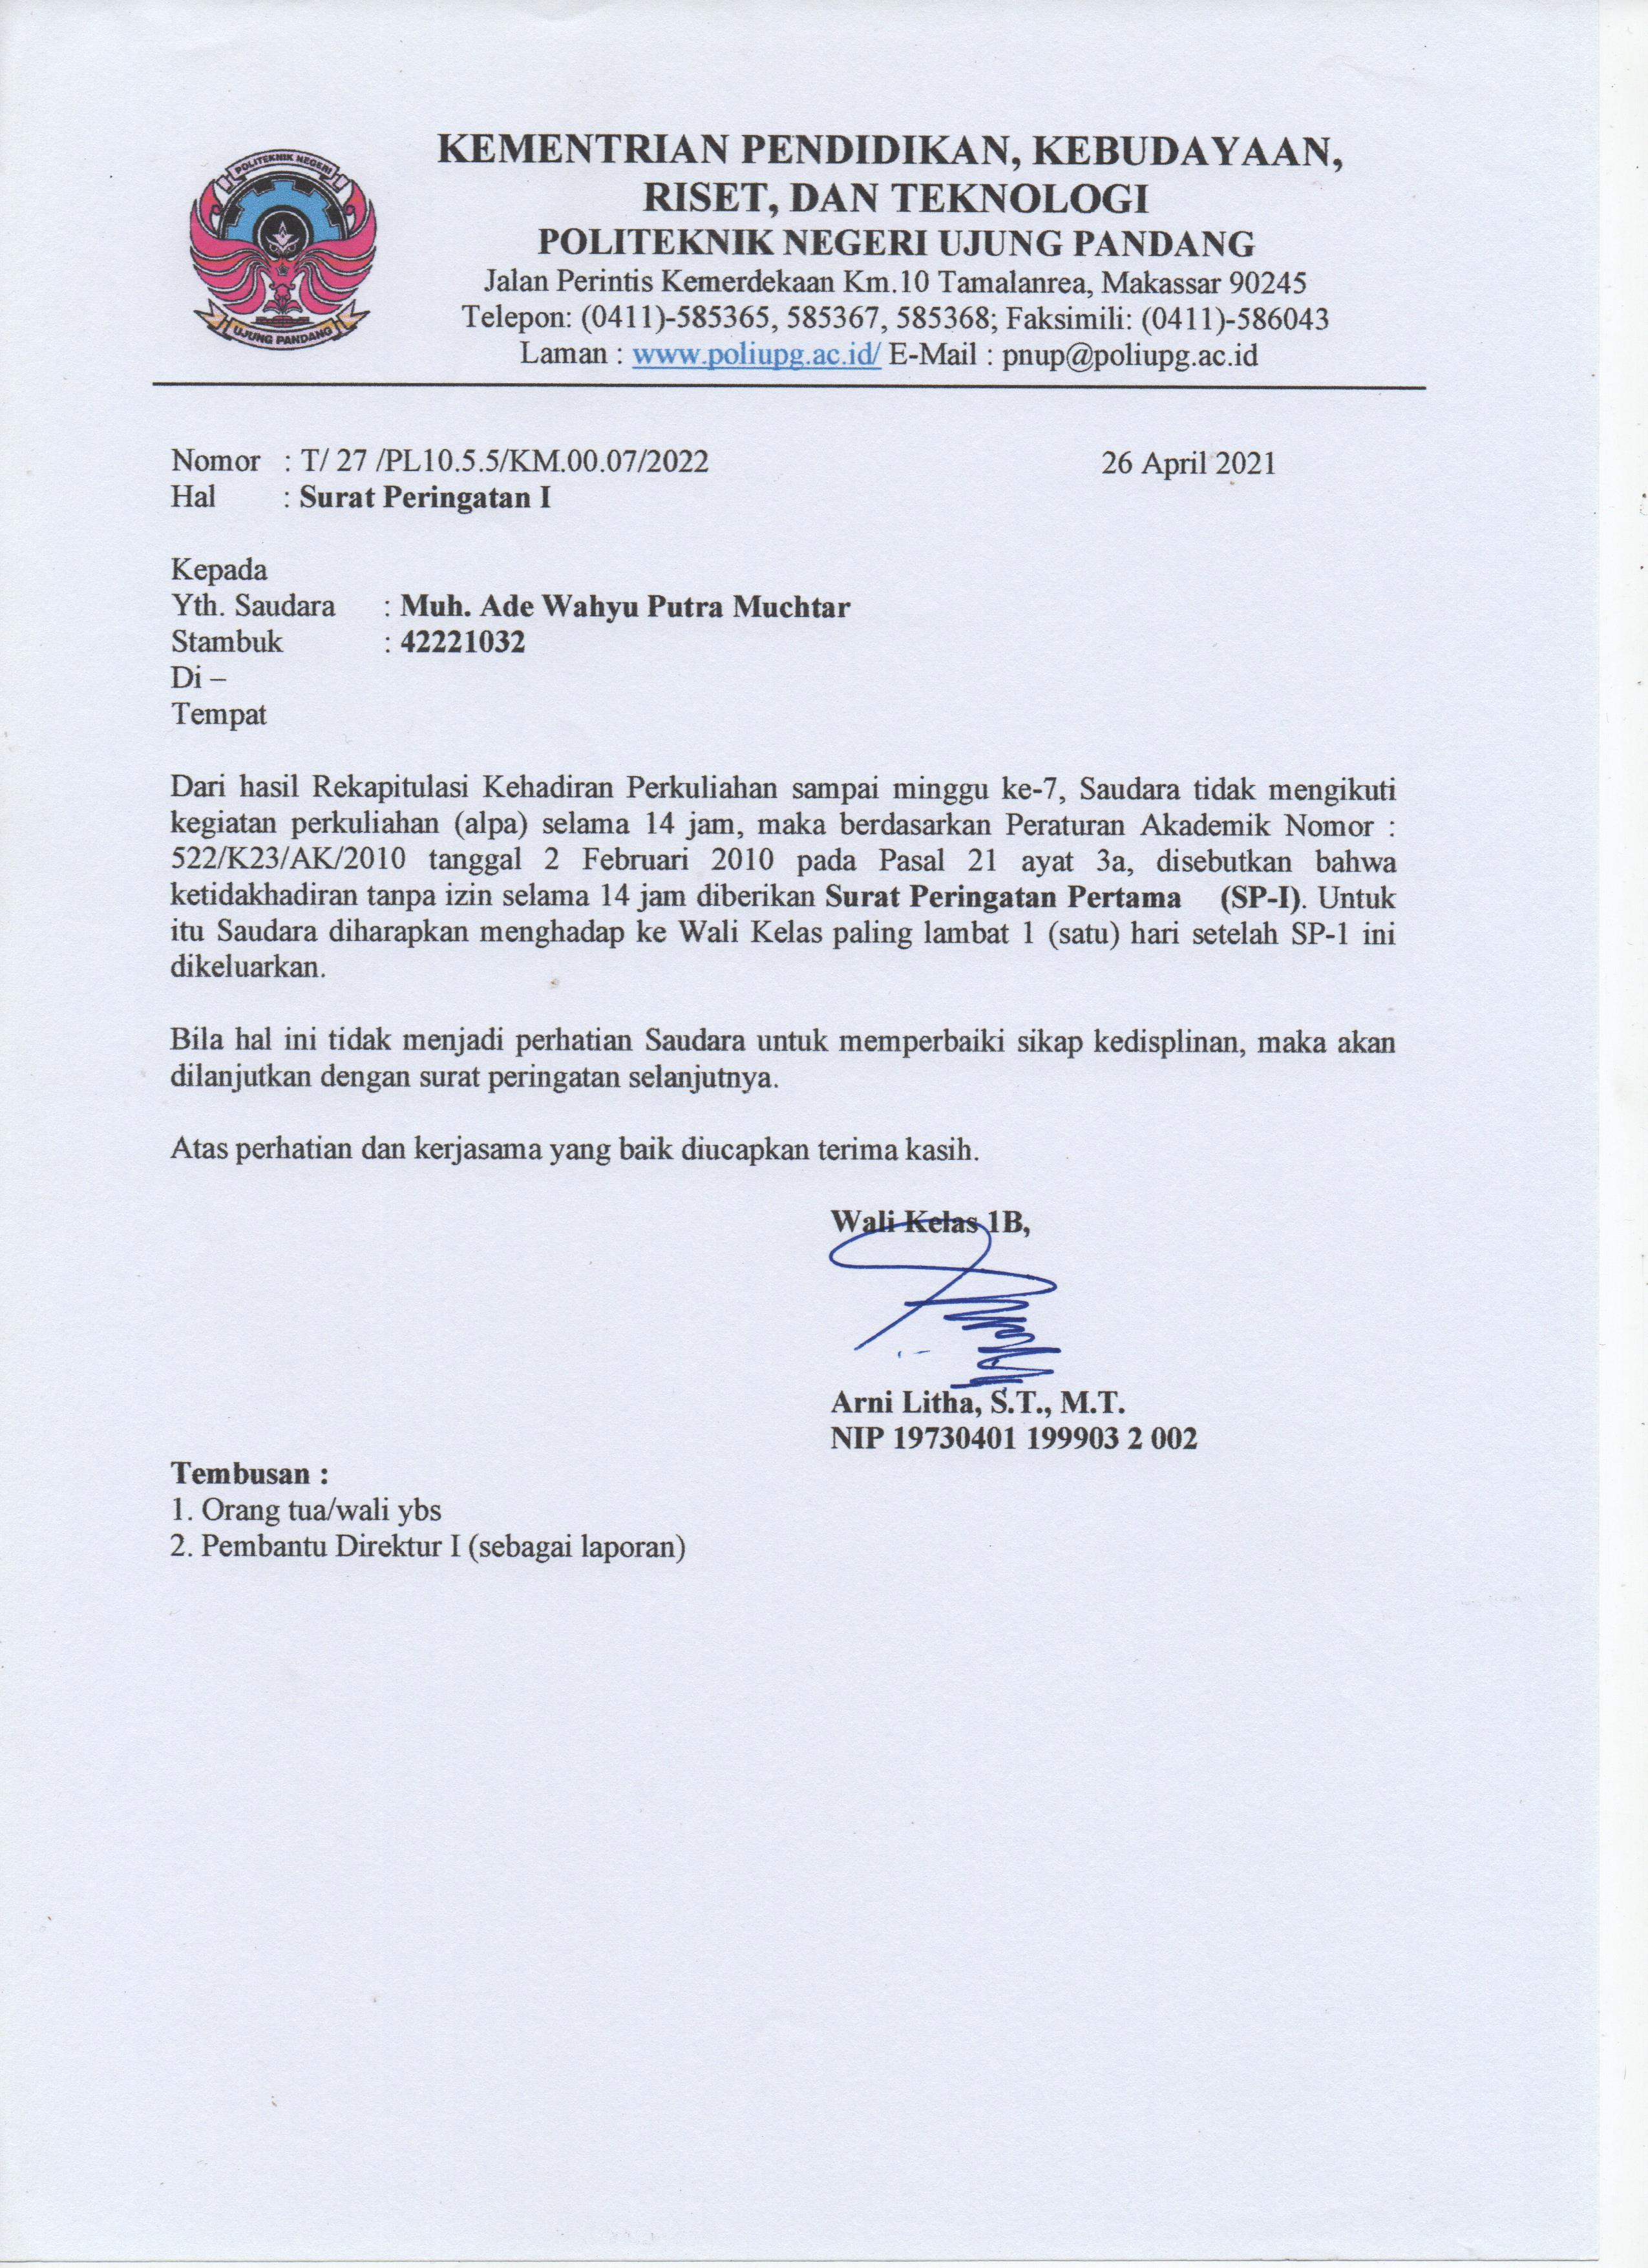 POLITEKNIK NEGERI
UJUNG PANDANG
KEMENTRIAN PENDIDIKAN, KEBUDAYAAN,
RISET, DAN TEKNOLOGI
POLITEKNIK NEGERI UJUNG PANDANG
Jalan Perintis Kemerdekaan Km.10 Tamalanrea, Makassar 90245
Telepon: (0411)-585365, 585367, 585368; Faksimili: (0411)-586043
Laman : www.poliupg.ac.id/ E-Mail : pnup@poliupg.ac.id
Nomor : T/ 27 /PL10.5.5/KM.00.07/2022 26 April 2021
Hal : Surat Peringatan I
Kepada
Yth. Saudara : Muh. Ade Wahyu Putra Muchtar
Stambuk : 42221032
Di –
Tempat
Dari hasil Rekapitulasi Kehadiran Perkuliahan sampai minggu ke-7, Saudara tidak mengikuti
kegiatan perkuliahan (alpa) selama 14 jam, maka berdasarkan Peraturan Akademik Nomor :
522/K23/AK/2010 tanggal 2 Februari 2010 pada Pasal 21 ayat 3a, disebutkan bahwa
ketidakhadiran tanpa izin selama 14 jam diberikan Surat Peringatan Pertama (SP-I). Untuk
itu Saudara diharapkan menghadap ke Wali Kelas paling lambat 1 (satu) hari setelah SP-1 ini
dikeluarkan.
Bila hal ini tidak menjadi perhatian Saudara untuk memperbaiki sikap kedisplinan, maka akan
dilanjutkan dengan surat peringatan selanjutnya.
Atas perhatian dan kerjasama yang baik diucapkan terima kasih.
Wali Kelas 1B,
Arni Litha, S.T., M.T.
NIP 19730401 199903 2 002
Tembusan :
1. Orang tua/wali ybs
2. Pembantu Direktur I (sebagai laporan)